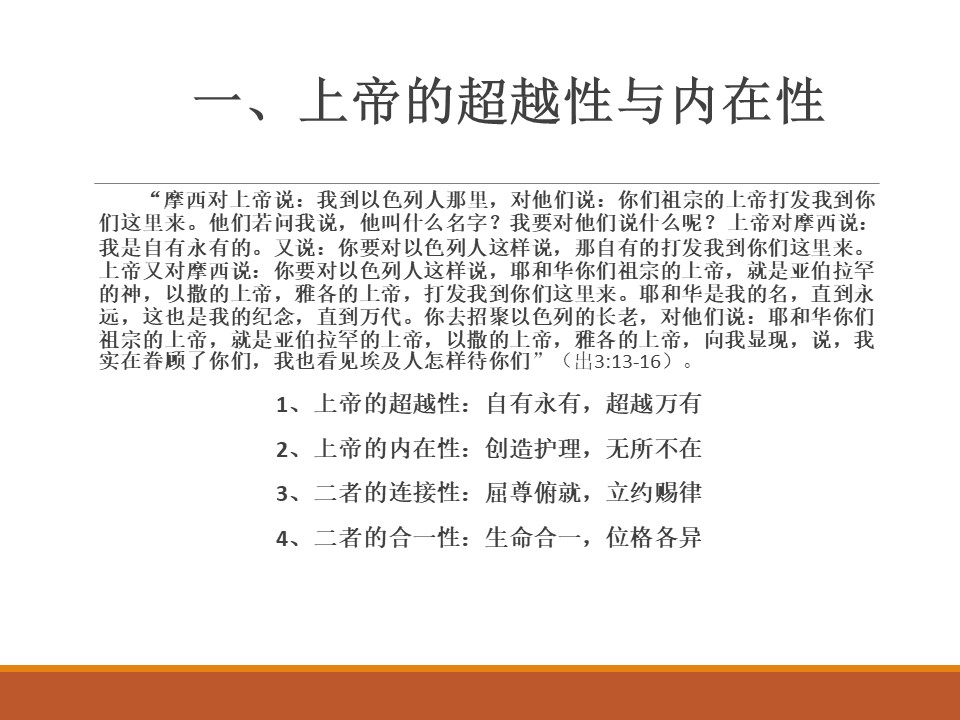 一、上帝的超越性与内在性
“摩西对上帝说：我到以色列人那里，对他们说：你们祖宗的上帝打发我到你
们这里来。他们若问我说，他叫什么名字？我要对他们说什么呢？上帝对摩西说：
我是自有永有的。又说：你要对以色列人这样说，那自有的打发我到你们这里来。
上帝又对摩西说：你要对以色列人这样说，耶和华你们祖宗的上帝，就是亚伯拉罕
的神，以撒的上帝，雅各的上帝，打发我到你们这里来。耶和华是我的名，直到永
远，这也是我的纪念，直到万代。你去招聚以色列的长老，对他们说：耶和华你们
祖宗的上帝，就是亚伯拉罕的上帝，以撒的上帝，雅各的上帝，向我显现，说，我
实在眷顾了你们，我也看见埃及人怎样待你们”（出3:13-16）。
1、上帝的超越性：自有永有，超越万有
2、上帝的内在性：创造护理，无所不在
3、二者的连接性：屈尊俯就，立约赐律
4、二者的合一性：生命合一，位格各异